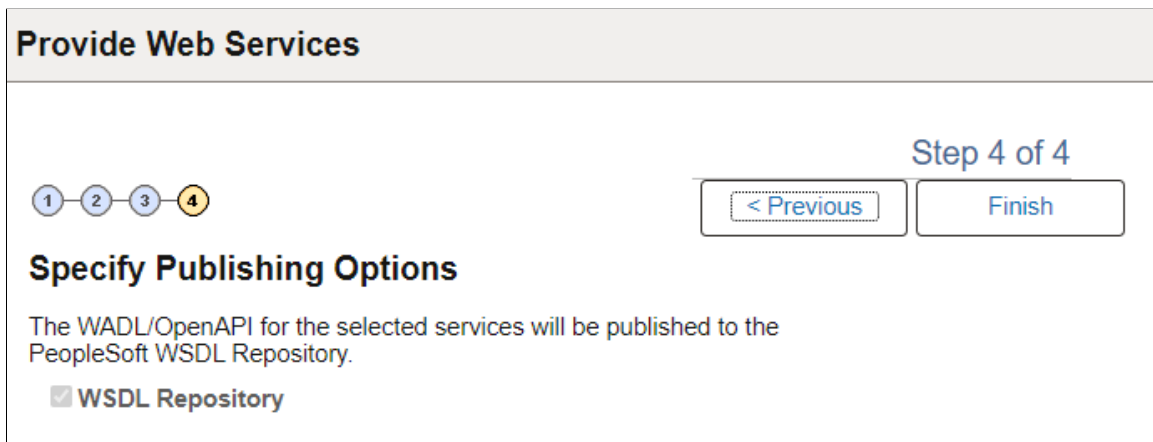 Provide Web Services
Step 4 of 4
1 2 3 4
< Previous
Finish
Specify Publishing Options
The WADL/OpenAPI for the selected services will be published to the
PeopleSoft WSDL Repository.
WSDL Repository